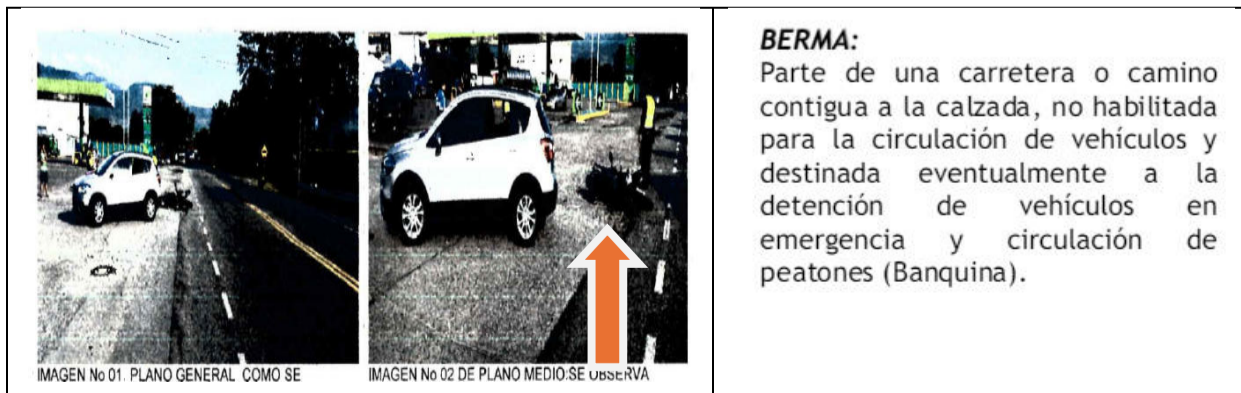 IMAGEN No 01. PLANO GENERAL COMO SE
IMAGEN No 02 DE PLANO MEDIO:SE OBSERVA
BERMA:
Parte de una carretera o camino
contigua a la calzada, no habilitada
para la circulación de vehículos y
destinada eventualmente a la
detención de vehículos en
emergencia y circulación de
peatones (Banquina).